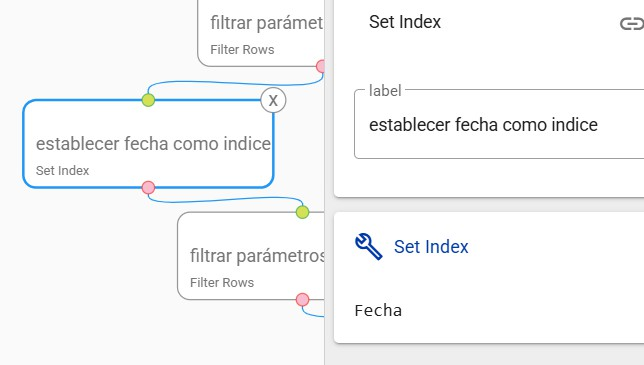 filtrar parámet
Filter Rows
X
establecer fecha como indice
Set Index
filtrar parámetros
Filter Rows
Set Index
label
establecer fecha como indice
Set Index
Fecha